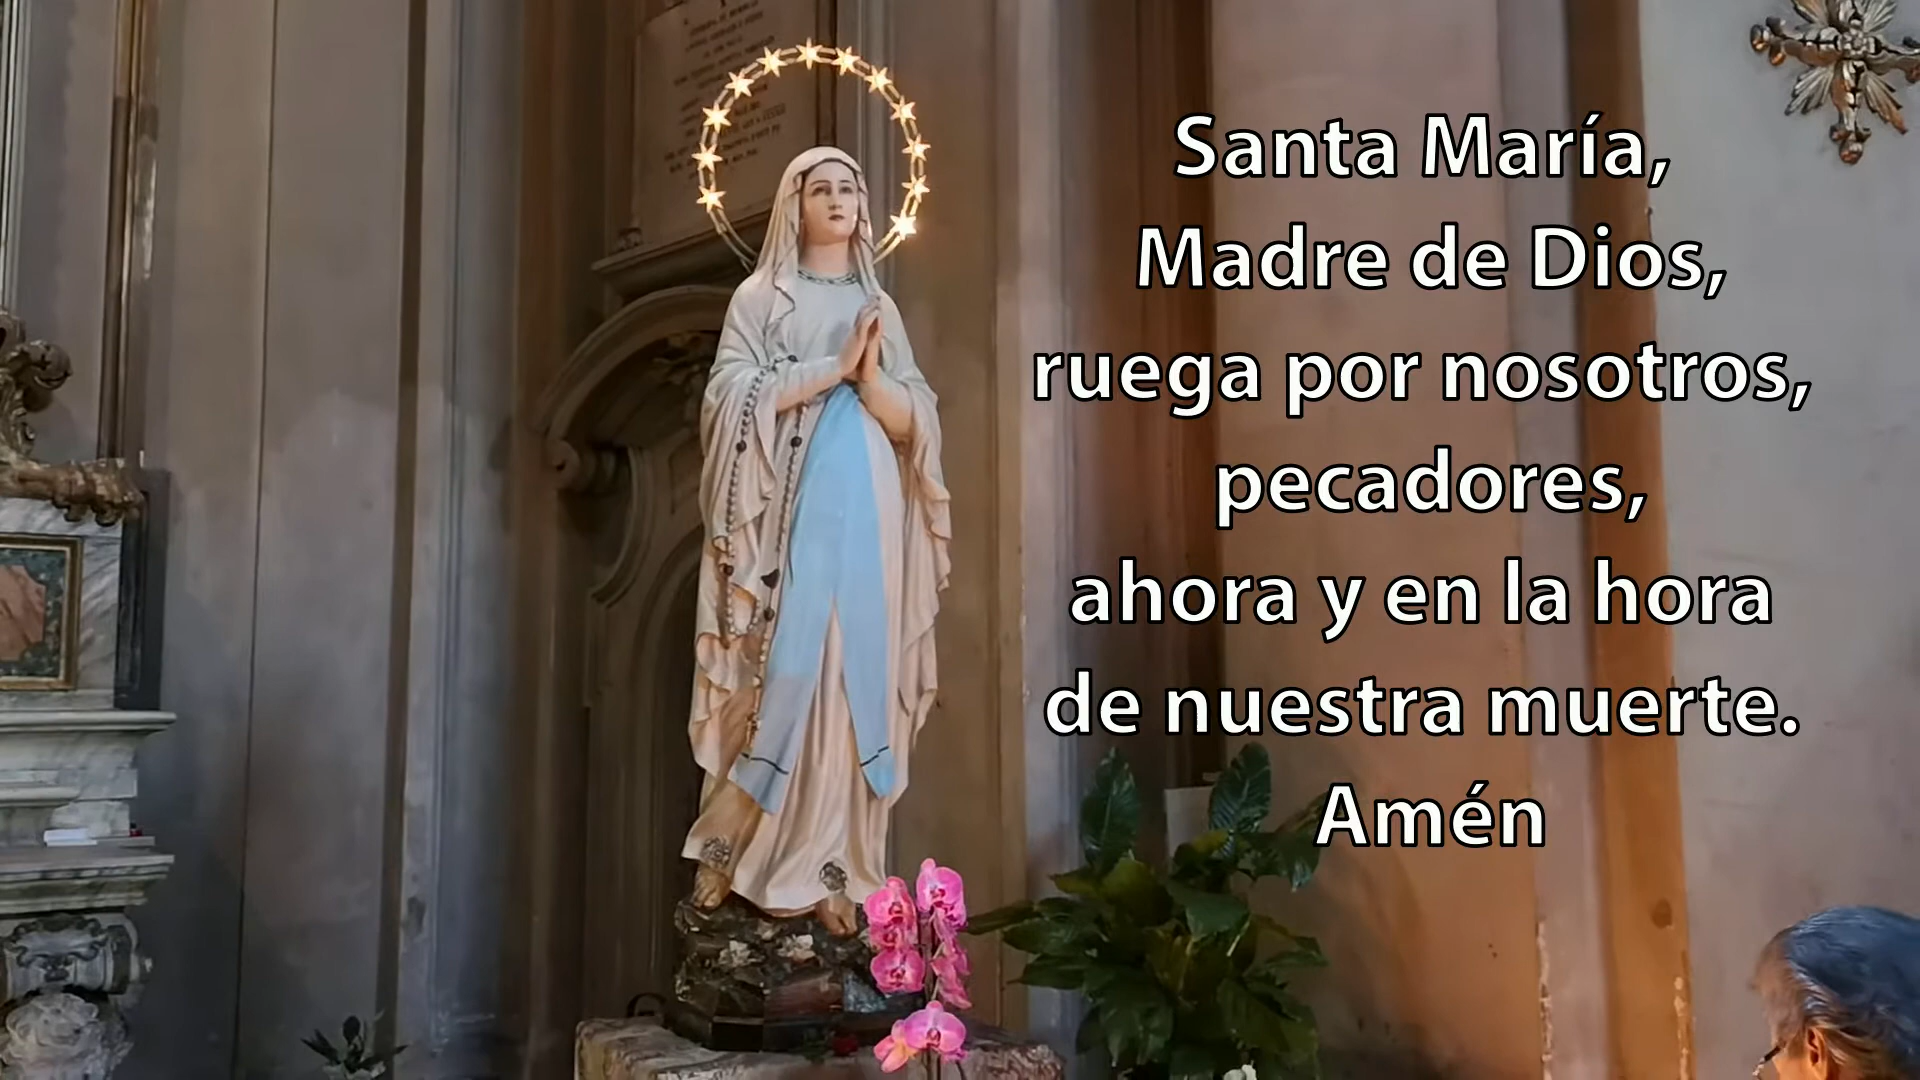 Santa María,
Madre de Dios,
ruega por nosotros,
pecadores,
ahora y en la hora
de nuestra muerte.
Amén